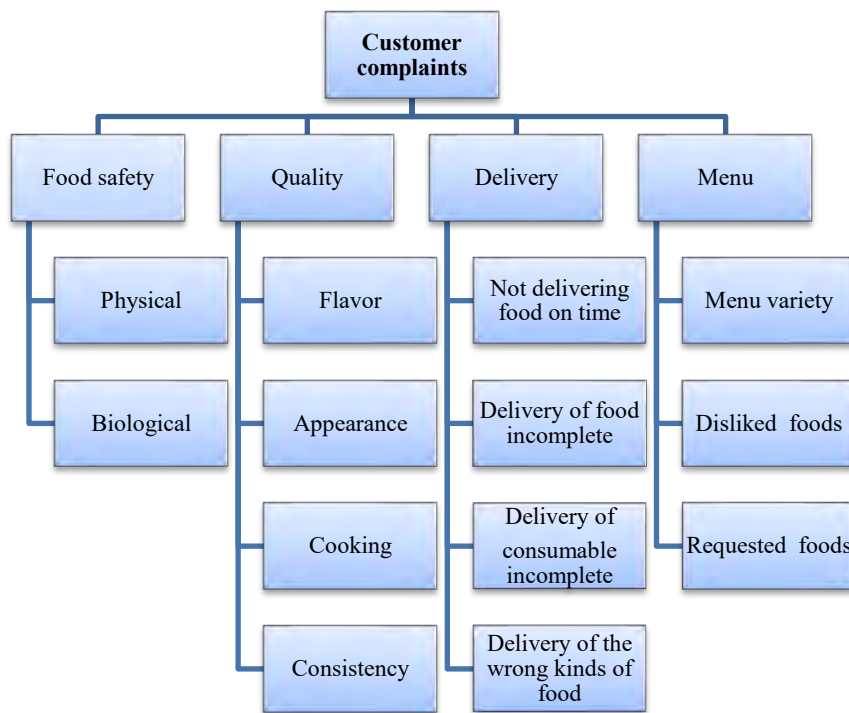 Customer
complaints
Food safety
Quality
Delivery
Menu
Physical
Biological
Flavor
Appearance
Cooking
Consistency
Not delivering
food on time
Delivery of food
incomplete
Delivery of
consumable
incomplete
Delivery of the
wrong kinds of
food
Menu variety
Disliked foods
Requested foods